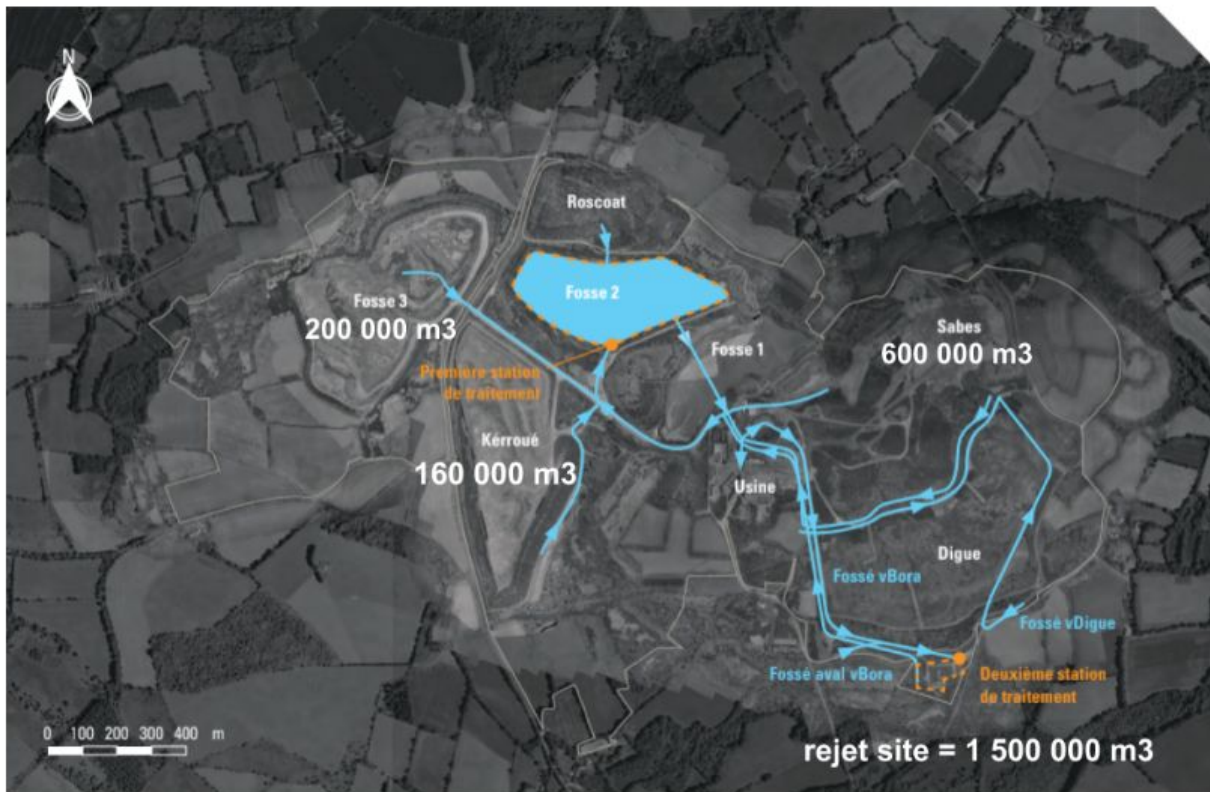 N
Roscoat
Fosse 2
Fosse 3
200 000 m3
Fosse 1
Sabes
600 000 m3
Première station
de traitement
Kérroué
160 000 m3
Usine
Digue
Fossé vBora
Fossé vDigue
Fossé aval vBora
Deuxième station
de traitement
0 100 200 300 400 m
rejet site = 1 500 000 m3